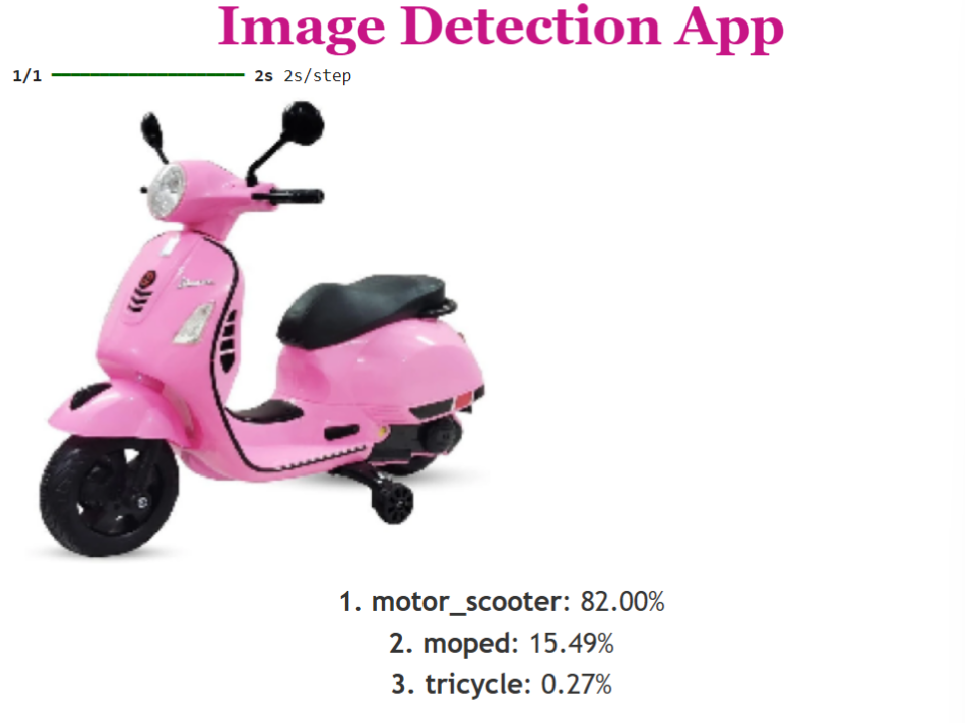 Image Detection App
1/1 ━━━━━━━━━━━━━━━━━━━━ 2s 2s/step
Vespa
1. motor_scooter: 82.00%
2. moped: 15.49%
3. tricycle: 0.27%